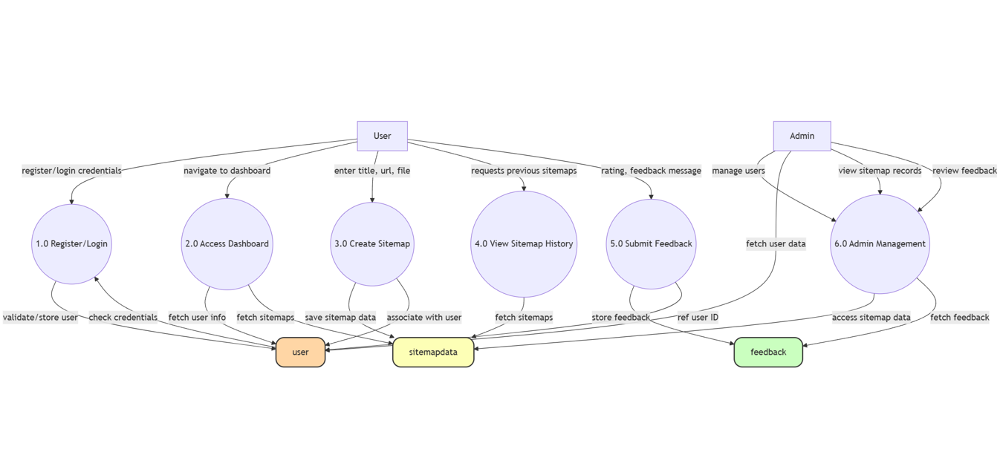 User
Admin
register/login credentials
navigate to dashboard
enter title, url, file
requests previous sitemaps
rating, feedback message
manage users
view sitemap records
review feedback
1.0 Register/Login
2.0 Access Dashboard
3.0 Create Sitemap
4.0 View Sitemap History
5.0 Submit Feedback
fetch user data
6.0 Admin Management
validate/store user
check credentials
fetch user info
fetch sitemaps
save sitemap data
associate with user
fetch sitemaps
store feedback
ref user ID
access sitemap data
fetch feedback
user
sitemapdata
feedback